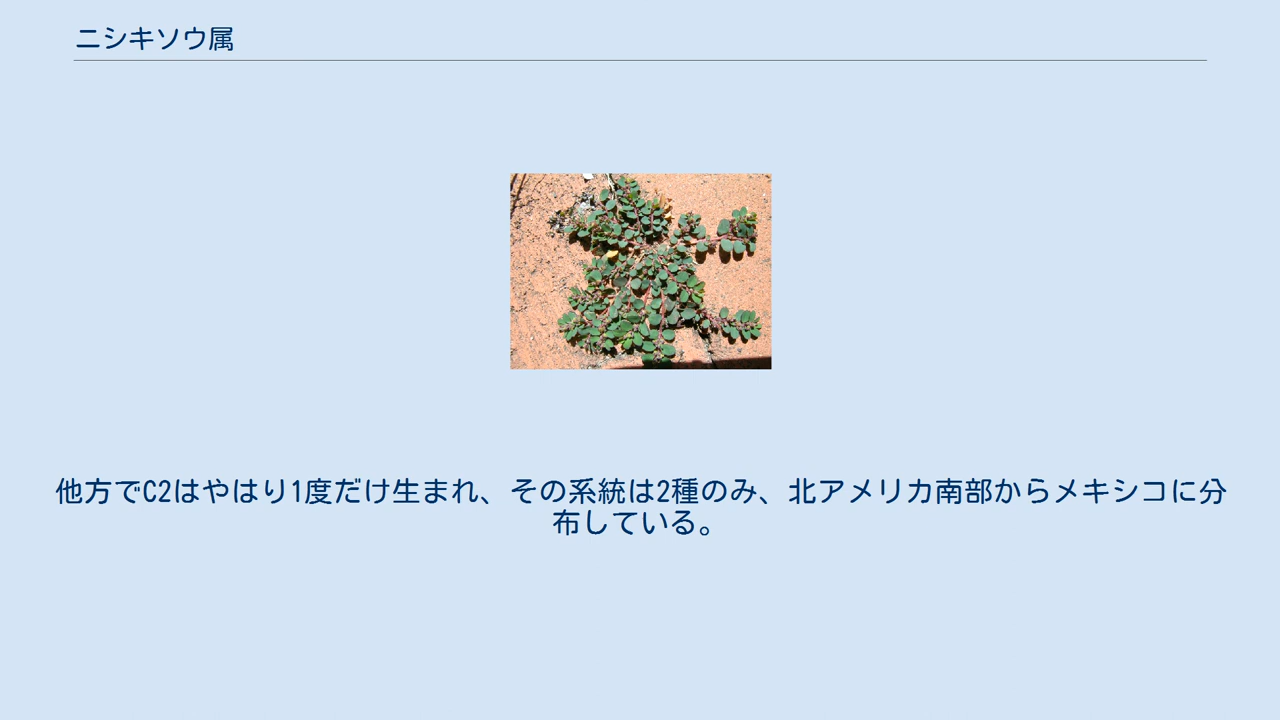 ニシキソウ属
他方でC2はやはり1度だけ生まれ、その系統は2種のみ、北アメリカ南部からメキシコに分
布している。